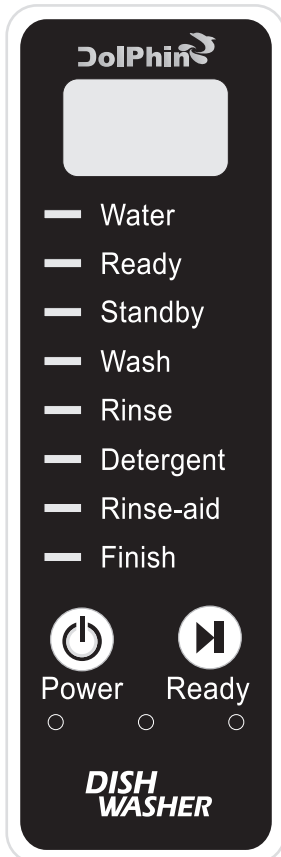 DolPhin
Water
Ready
Standby
Wash
Rinse
Detergent
Rinse-aid
Finish
Power Ready
DISH
WASHER